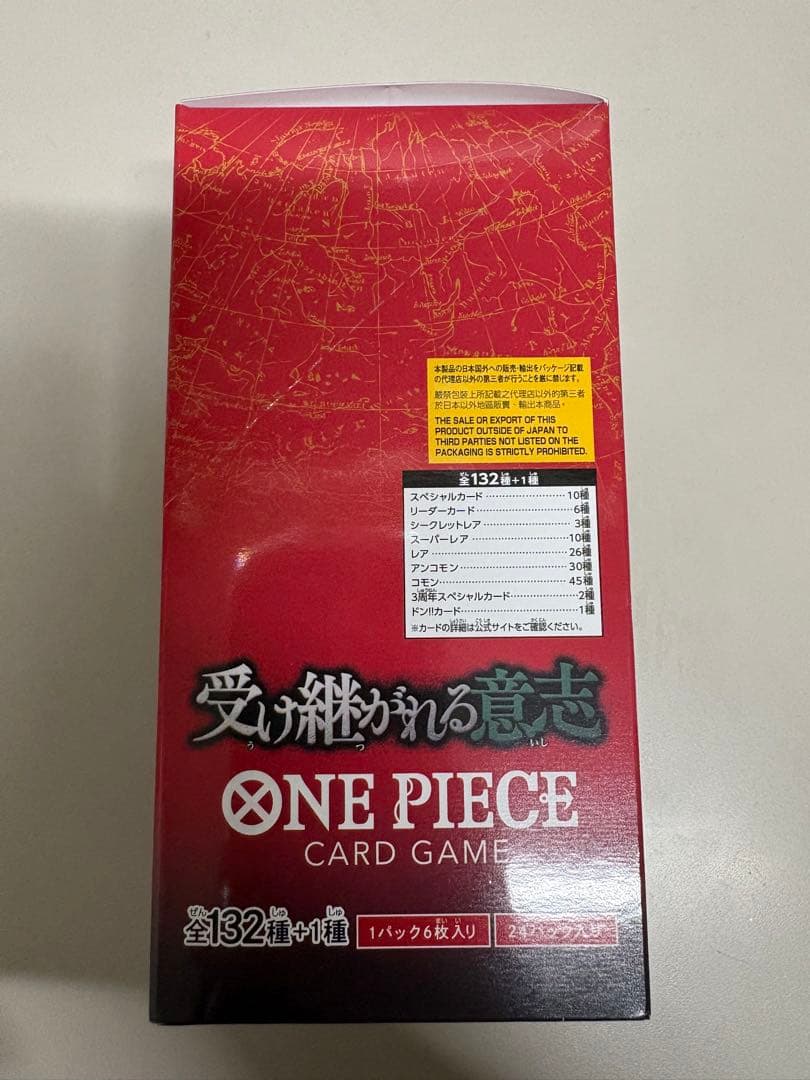 本製品の日本国外への販売・輸出をパッケージ記載
の代理店以外の第三者が行うことを厳に禁じます。
嚴禁包裝上所記載之代理店以外的第三者
於日本以外地區販賣、輸出本商品。
THE SALE OR EXPORT OF THIS
PRODUCT OUTSIDE OF JAPAN TO
THIRD PARTIES NOT LISTED ON THE
PACKAGING IS STRICTLY PROHIBITED.
全132種+1種
スペシャルカード 10種
リーダーカード 6種
シークレットレア 3種
スーパーレア 10種
レア 26種
アンコモン 30種
コモン 45種
3周年スペシャルカード 2種
ドン!!カード 1種
※カードの詳細は公式サイトをご確認ください。
受け継がれる意志
ONE PIECE
CARD GAME
全132種+1種
1パック6枚入り
24パック入り